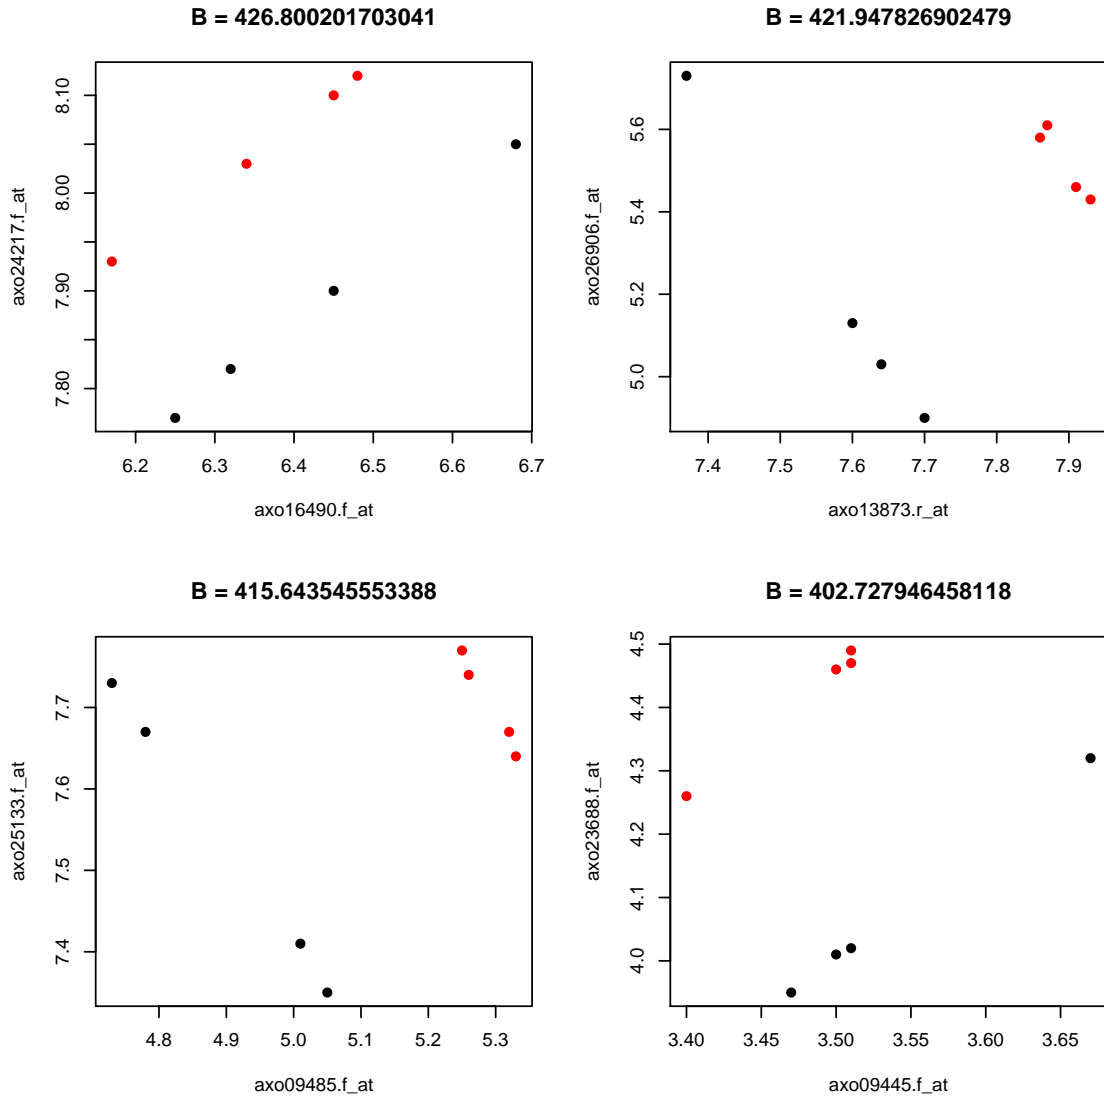 B = 426.800201703041
8.10
8.00
7.90
7.80
axo24217.f_at
6.2 6.3 6.4 6.5 6.6 6.7
axo16490.f_at
B = 421.947826902479
5.6
5.4
5.2
5.0
axo26906.f_at
7.4 7.5 7.6 7.7 7.8 7.9
axo13873.r_at
B = 415.643545553388
7.7
7.6
7.5
7.4
axo25133.f_at
4.8 4.9 5.0 5.1 5.2 5.3
axo09485.f_at
B = 402.727946458118
4.5
4.4
4.3
4.2
4.1
4.0
axo23688.f_at
3.40 3.45 3.50 3.55 3.60 3.65
axo09445.f_at